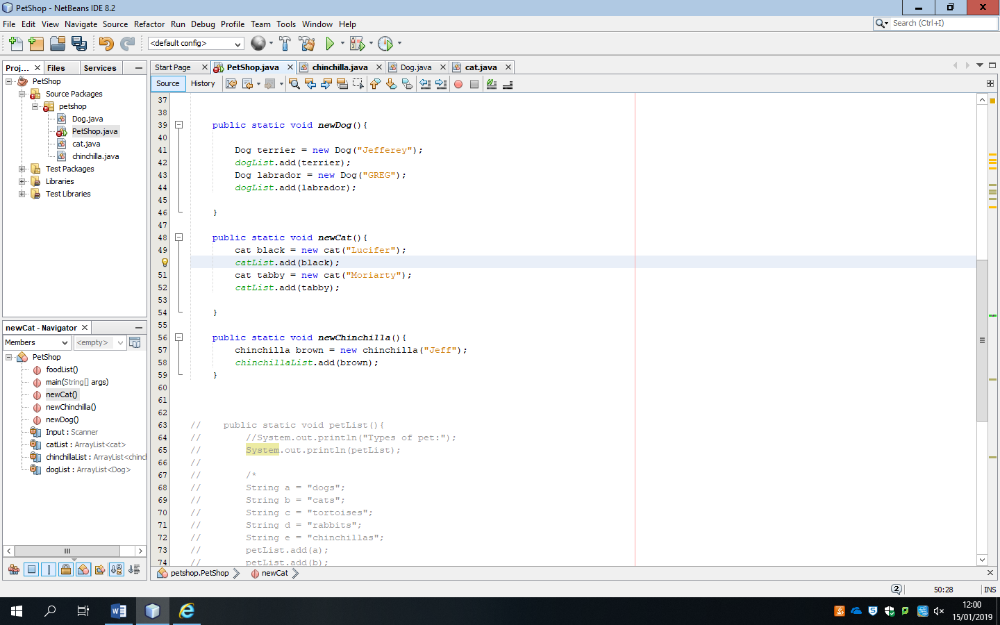 PetShop - NetBeans IDE 8.2
File Edit View Navigate Source Refactor Run Debug Profile Team Tools Window Help
Search (Ctrl+I)
<default config>
Proj... Files Services
PetShop
Source Packages
petshop
Dog.java
PetShop.java
cat.java
chinchilla.java
Test Packages
Libraries
Test Libraries
newCat - Navigator
Members <empty>
PetShop
foodList()
main(String[] args)
newCat()
newChinchilla()
newDog()
Input : Scanner
catList : ArrayList<cat>
chinchillaList : ArrayList<chincl
dogList : ArrayList<Dog>
Start Page PetShop.java chinchilla.java Dog.java cat.java
Source History
37
38
39 public static void newDog(){
40
41 Dog terrier = new Dog("Jefferey");
42 dogList.add(terrier);
43 Dog labrador = new Dog("GREG");
44 dogList.add(labrador);
45
46 }
47
48 public static void newCat(){
49 cat black = new cat("Lucifer");
catList.add(black);
51 cat tabby = new cat("Moriarty");
52 catList.add(tabby);
53
54 }
55
56 public static void newChinchilla(){
57 chinchilla brown = new chinchilla("Jeff");
58 chinchillaList.add(brown);
59 }
60
61
62
63 // public static void petList(){
64 // //System.out.println("Types of pet:");
65 // System.out.println(petList);
66 //
67 // /*
68 // String a = "dogs";
69 // String b = "cats";
70 // String c = "tortoises";
71 // String d = "rabbits";
72 // String e = "chinchillas";
73 // petList.add(a);
74 // petList.add(b);
petshop.PetShop newCat
2 50:28 INS
12:00
15/01/2019